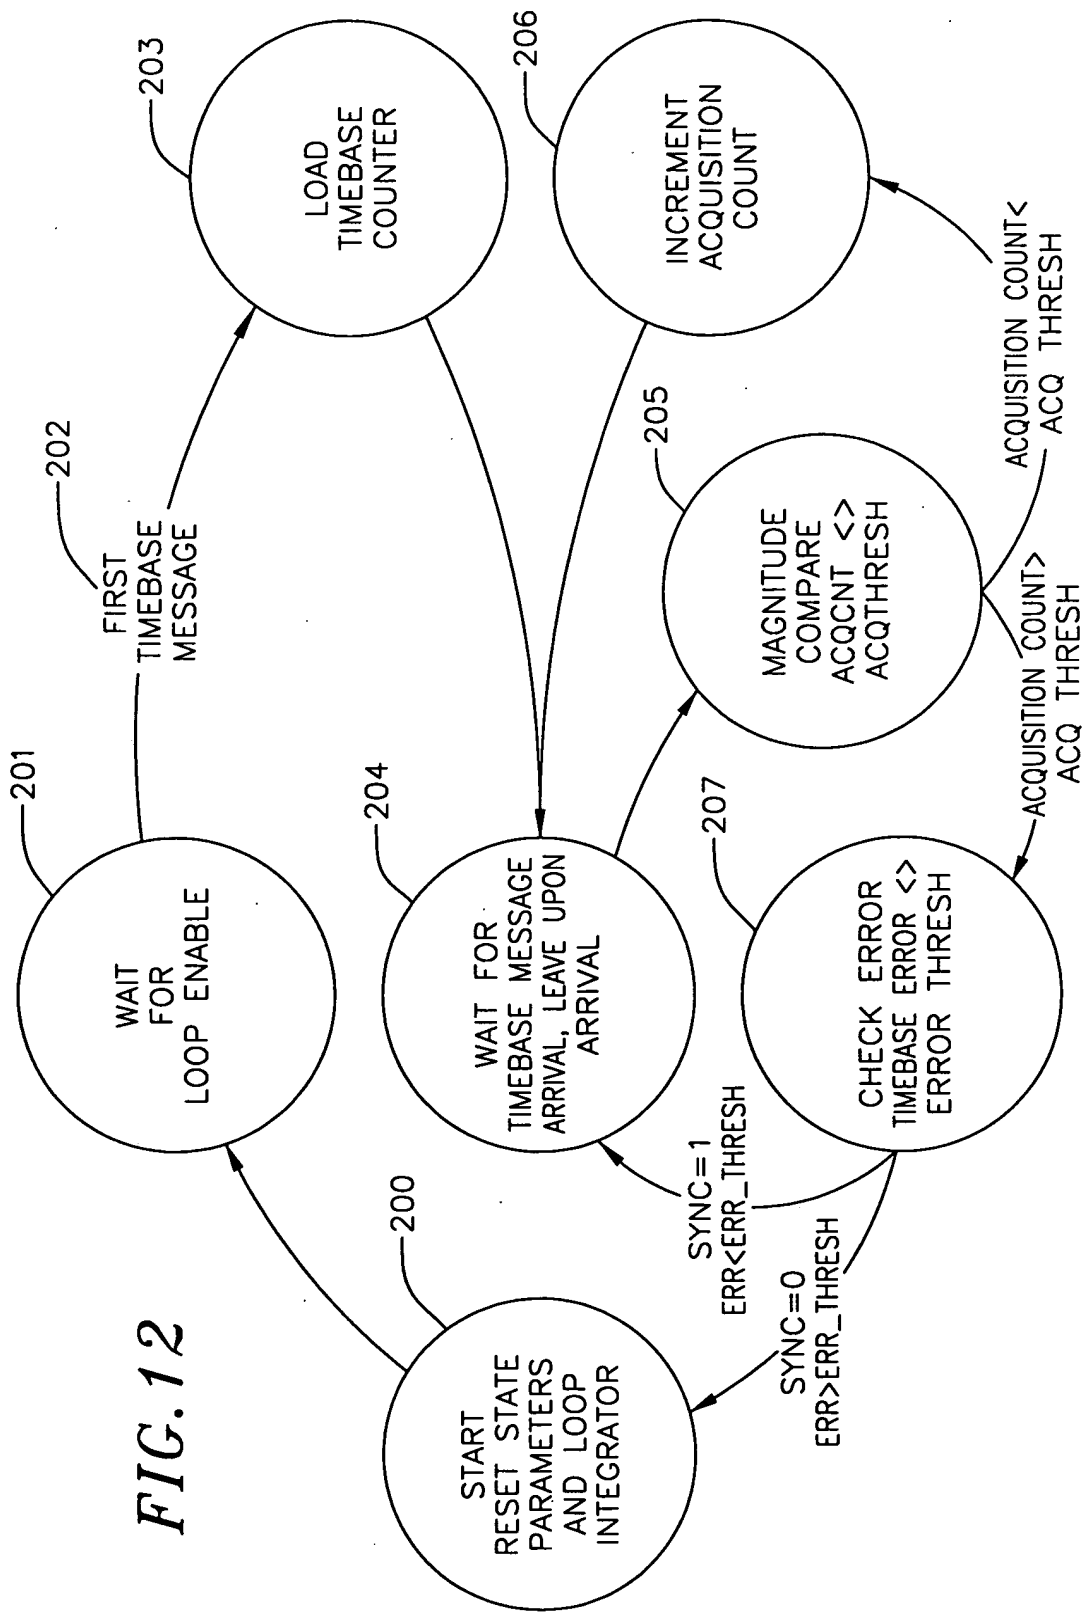 FIG. 12
201
WAIT
FOR
LOOP ENABLE
202
FIRST
TIMEBASE
MESSAGE
203
LOAD
TIMEBASE
COUNTER
200
START
RESET STATE
PARAMETERS
AND LOOP
INTEGRATOR
204
WAIT FOR
TIMEBASE MESSAGE
ARRIVAL, LEAVE UPON
ARRIVAL
206
INCREMENT
ACQUISITION
COUNT
205
MAGNITUDE
COMPARE
ACQCNT <>
ACQTHRESH
SYNC=1
ERR<ERR_THRESH
207
CHECK ERROR
TIMEBASE ERROR <>
ERROR THRESH
SYNC=0
ERR>ERR_THRESH
ACQUISITION COUNT>
ACQ THRESH
ACQUISITION COUNT<
ACQ THRESH